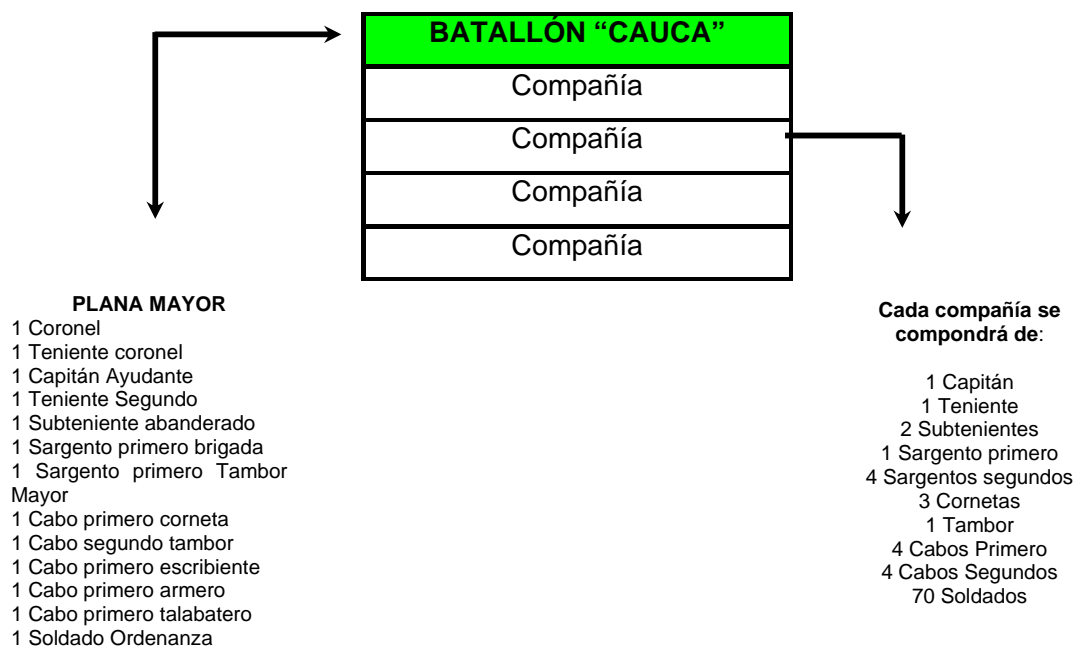 BATALLÓN “CAUCA”
Compañía
Compañía
Compañía
Compañía
PLANA MAYOR
1 Coronel
1 Teniente coronel
1 Capitán Ayudante
1 Teniente Segundo
1 Subteniente abanderado
1 Sargento primero brigada
1 Sargento primero Tambor
Mayor
1 Cabo primero corneta
1 Cabo segundo tambor
1 Cabo primero escribiente
1 Cabo primero armero
1 Cabo primero talabatero
1 Soldado Ordenanza
Cada compañía se
compondrá de:
1 Capitán
1 Teniente
2 Subtenientes
1 Sargento primero
4 Sargentos segundos
3 Cornetas
1 Tambor
4 Cabos Primero
4 Cabos Segundos
70 Soldados